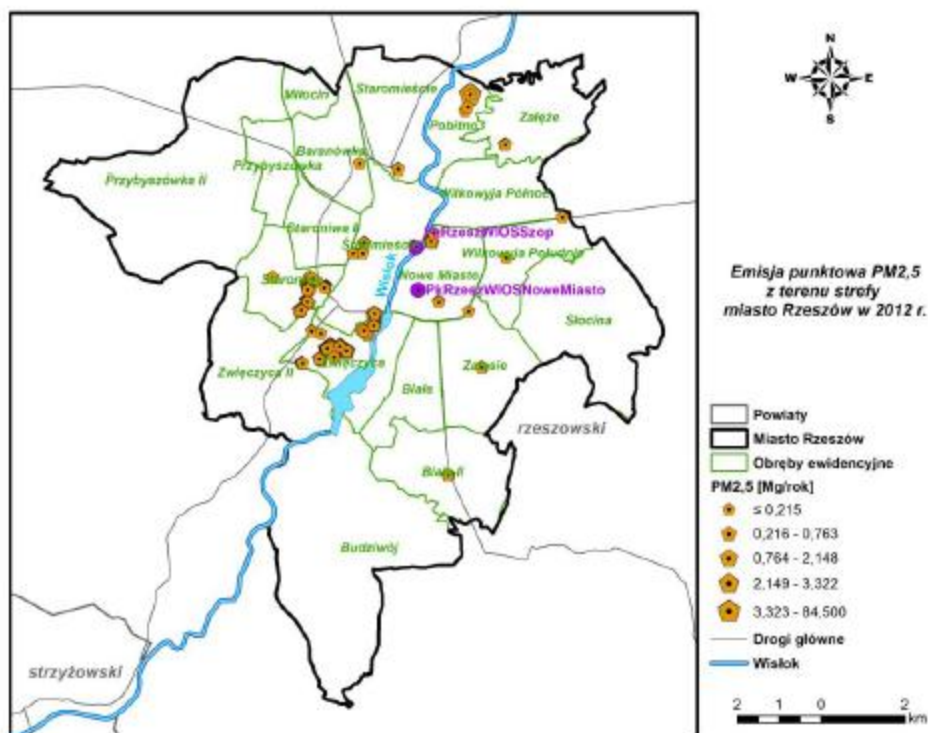 N
W E
S
Staromieście
Miłocin
Pobitno
Załęże
Baranówka
Przybyszówka
Przybyszówka II
Wilkowyja Północ
Staroniwa II
PkRzeszWIOSSzop
Śródmieście
Wilkowyja Południe
Nowe Miasto
Wisłok
PkRzeszWIOSNoweMiasto
Słocina
Zwięczyca
Zwięczyca II
Zalesie
Biała
rzeszowski
Biała II
Budziwój
strzyżowski
Emisja punktowa PM2,5
z terenu strefy
miasto Rzeszów w 2012 r.
Powiaty
Miasto Rzeszów
Obręby ewidencyjne
PM2,5 [Mg/rok]
≤ 0,215
0,216 - 0,763
0,764 - 2,148
2,149 - 3,322
3,323 - 84,500
Drogi główne
Wisłok
2 1 0 2
km